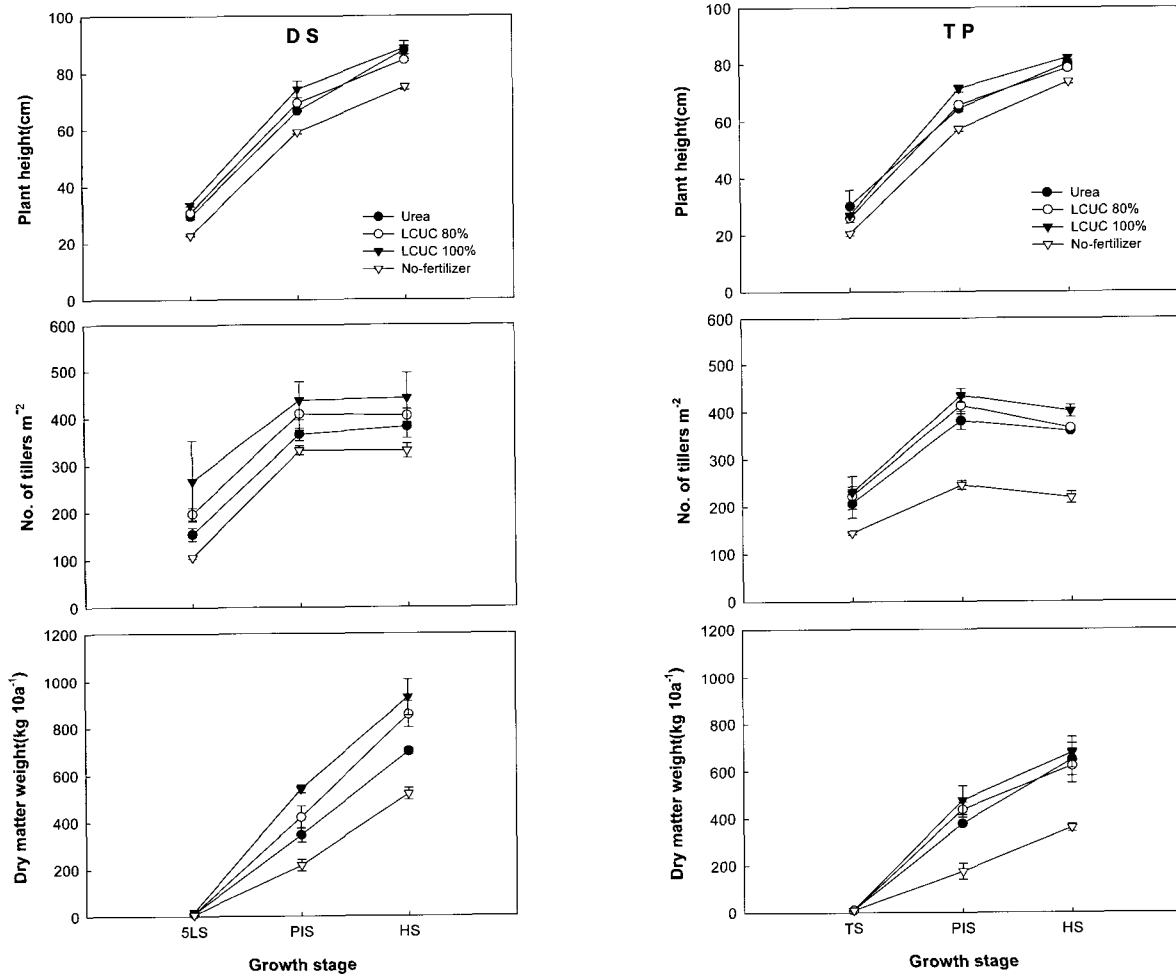 D S
Plant height(cm)
100
80
60
40
20
0
Urea
LCUC 80%
LCUC 100%
No-fertilizer
T P
Plant height(cm)
100
80
60
40
20
0
Urea
LCUC 80%
LCUC 100%
No-fertilizer
No. of tillers m⁻²
600
500
400
300
200
100
0
No. of tillers m⁻²
600
500
400
300
200
100
0
Dry matter weight(kg 10a⁻¹)
1200
1000
800
600
400
200
0
5LS
PIS
HS
Growth stage
Dry matter weight(kg 10a⁻¹)
1200
1000
800
600
400
200
0
TS
PIS
HS
Growth stage